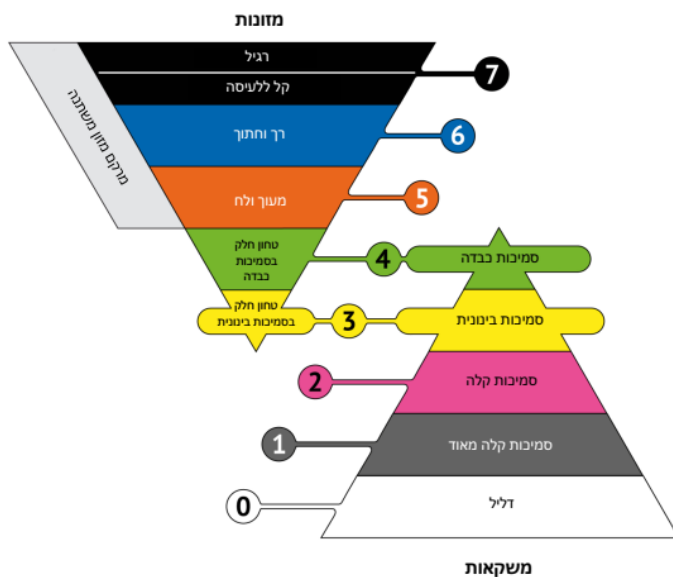 מזונות
רגיל
7
קל ללעיסה
מרקם מזון משתנה
רך וחתוך
6
מעוך ולח
5
טחון חלק
בסמיכות
כבדה
4
סמיכות כבדה
טחון חלק
בסמיכות בינונית
3
סמיכות בינונית
2
סמיכות קלה
1
סמיכות קלה מאוד
0
דליל
משקאות